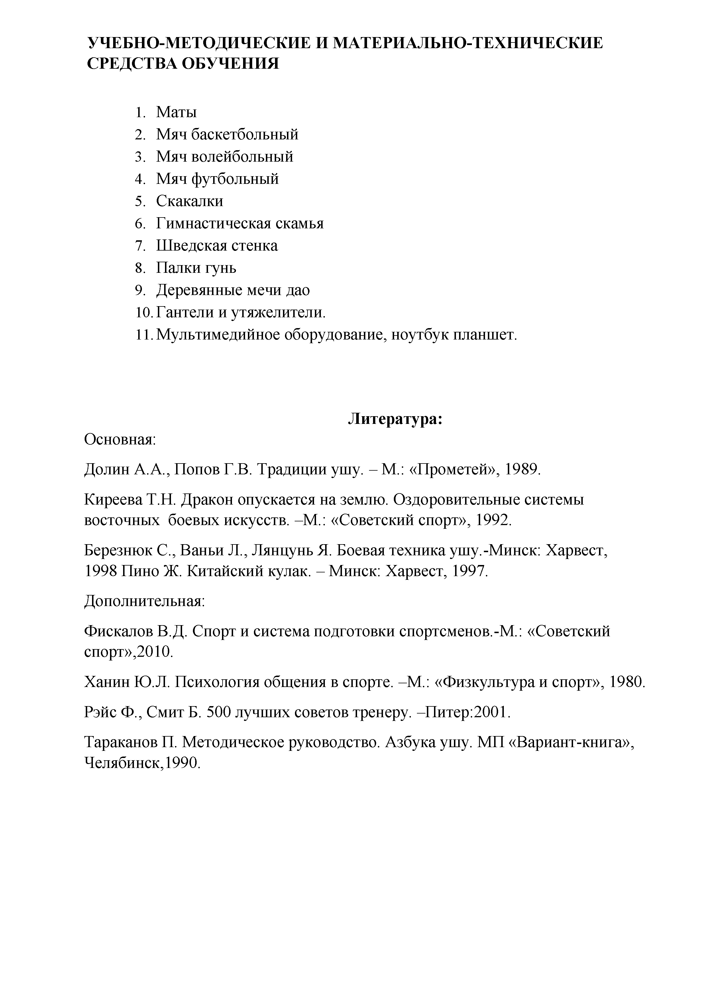 УЧЕБНО-МЕТОДИЧЕСКИЕ И МАТЕРИАЛЬНО-ТЕХНИЧЕСКИЕ
СРЕДСТВА ОБУЧЕНИЯ
1. Маты
2. Мяч баскетбольный
3. Мяч волейбольный
4. Мяч футбольный
5. Скакалки
6. Гимнастическая скамья
7. Шведская стенка
8. Палки гунь
9. Деревянные мечи дао
10. Гантели и утяжелители.
11. Мультимедийное оборудование, ноутбук планшет.
Литература:
Основная:
Долин А.А., Попов Г.В. Традиции ушу. – М.: «Прометей», 1989.
Киреева Т.Н. Дракон опускается на землю. Оздоровительные системы
восточных  боевых искусств. –М.: «Советский спорт», 1992.
Березнюк С., Ваньи Л., Лянцунь Я. Боевая техника ушу.-Минск: Харвест,
1998 Пино Ж. Китайский кулак. – Минск: Харвест, 1997.
Дополнительная:
Фискалов В.Д. Спорт и система подготовки спортсменов.-М.: «Советский
спорт»,2010.
Ханин Ю.Л. Психология общения в спорте. –М.: «Физкультура и спорт», 1980.
Рэйс Ф., Смит Б. 500 лучших советов тренеру. –Питер:2001.
Тараканов П. Методическое руководство. Азбука ушу. МП «Вариант-книга»,
Челябинск,1990.